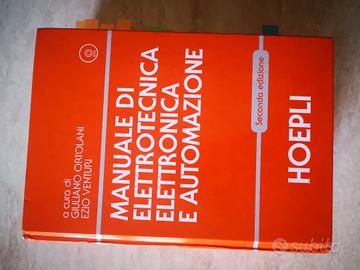 a cura di
GIULIANO ORTOLANI
EZIO VENTURI
MANUALE DI
ELETTROTECNICA
ELETTRONICA
E AUTOMAZIONE
Seconda edizione
HOEPLI
subito